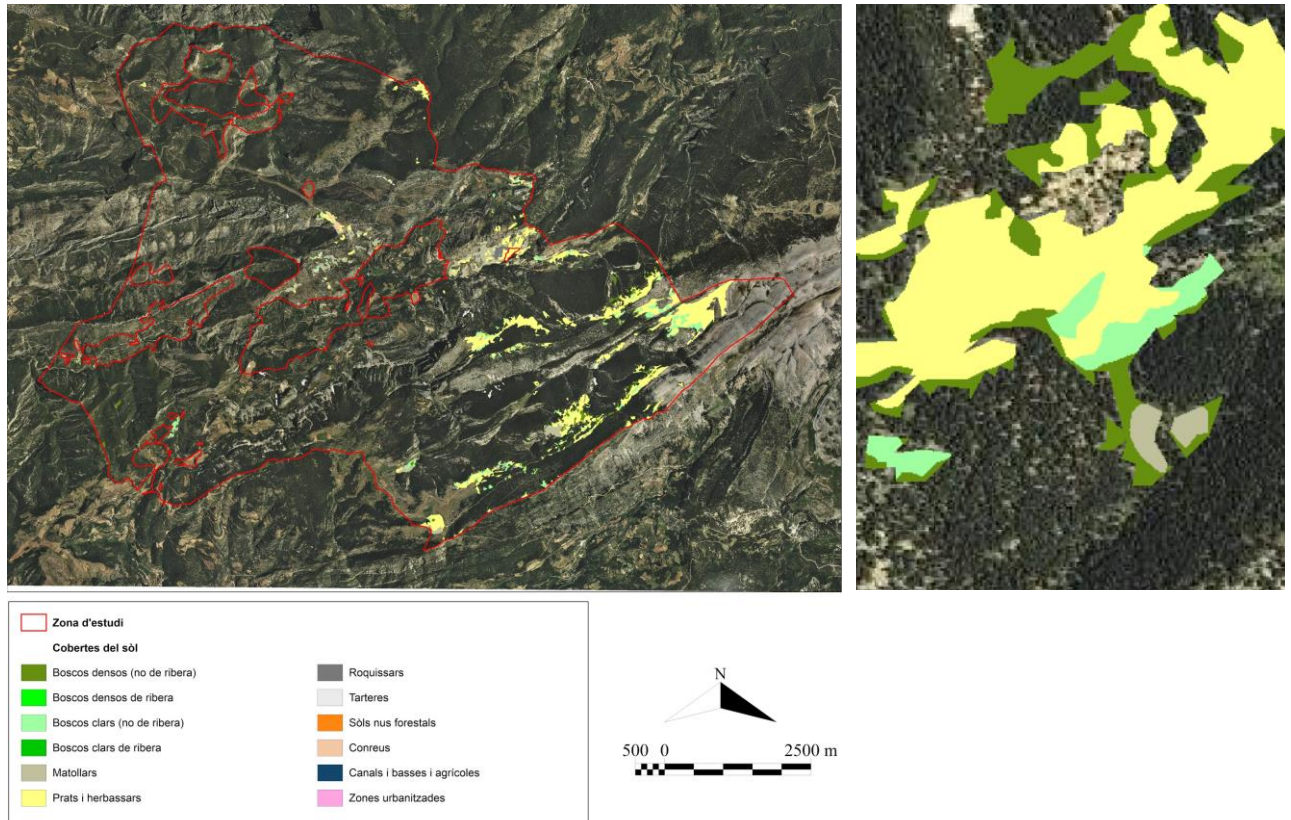 Zona d'estudi
Cobertes del sòl
Boscos densos (no de ribera)
Boscos densos de ribera
Boscos clars (no de ribera)
Boscos clars de ribera
Matollars
Prats i herbassars
Roquissars
Tarteres
Sòls nus forestals
Conreus
Canals i basses i agrícoles
Zones urbanitzades
N
500 0 2500 m